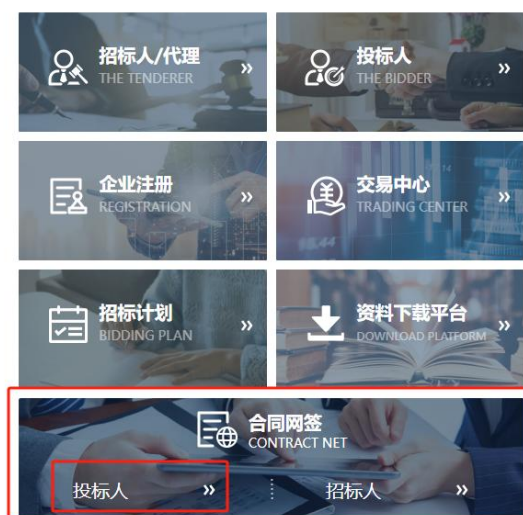 招标人/代理 »
THE TENDERER
投标人 »
THE BIDDER
企业注册 »
REGISTRATION
交易中心 »
TRADING CENTER
招标计划 »
BIDDING PLAN
资料下载平台 »
DOWNLOAD PLATFORM
合同网签
CONTRACT NET
投标人 » 招标人 »